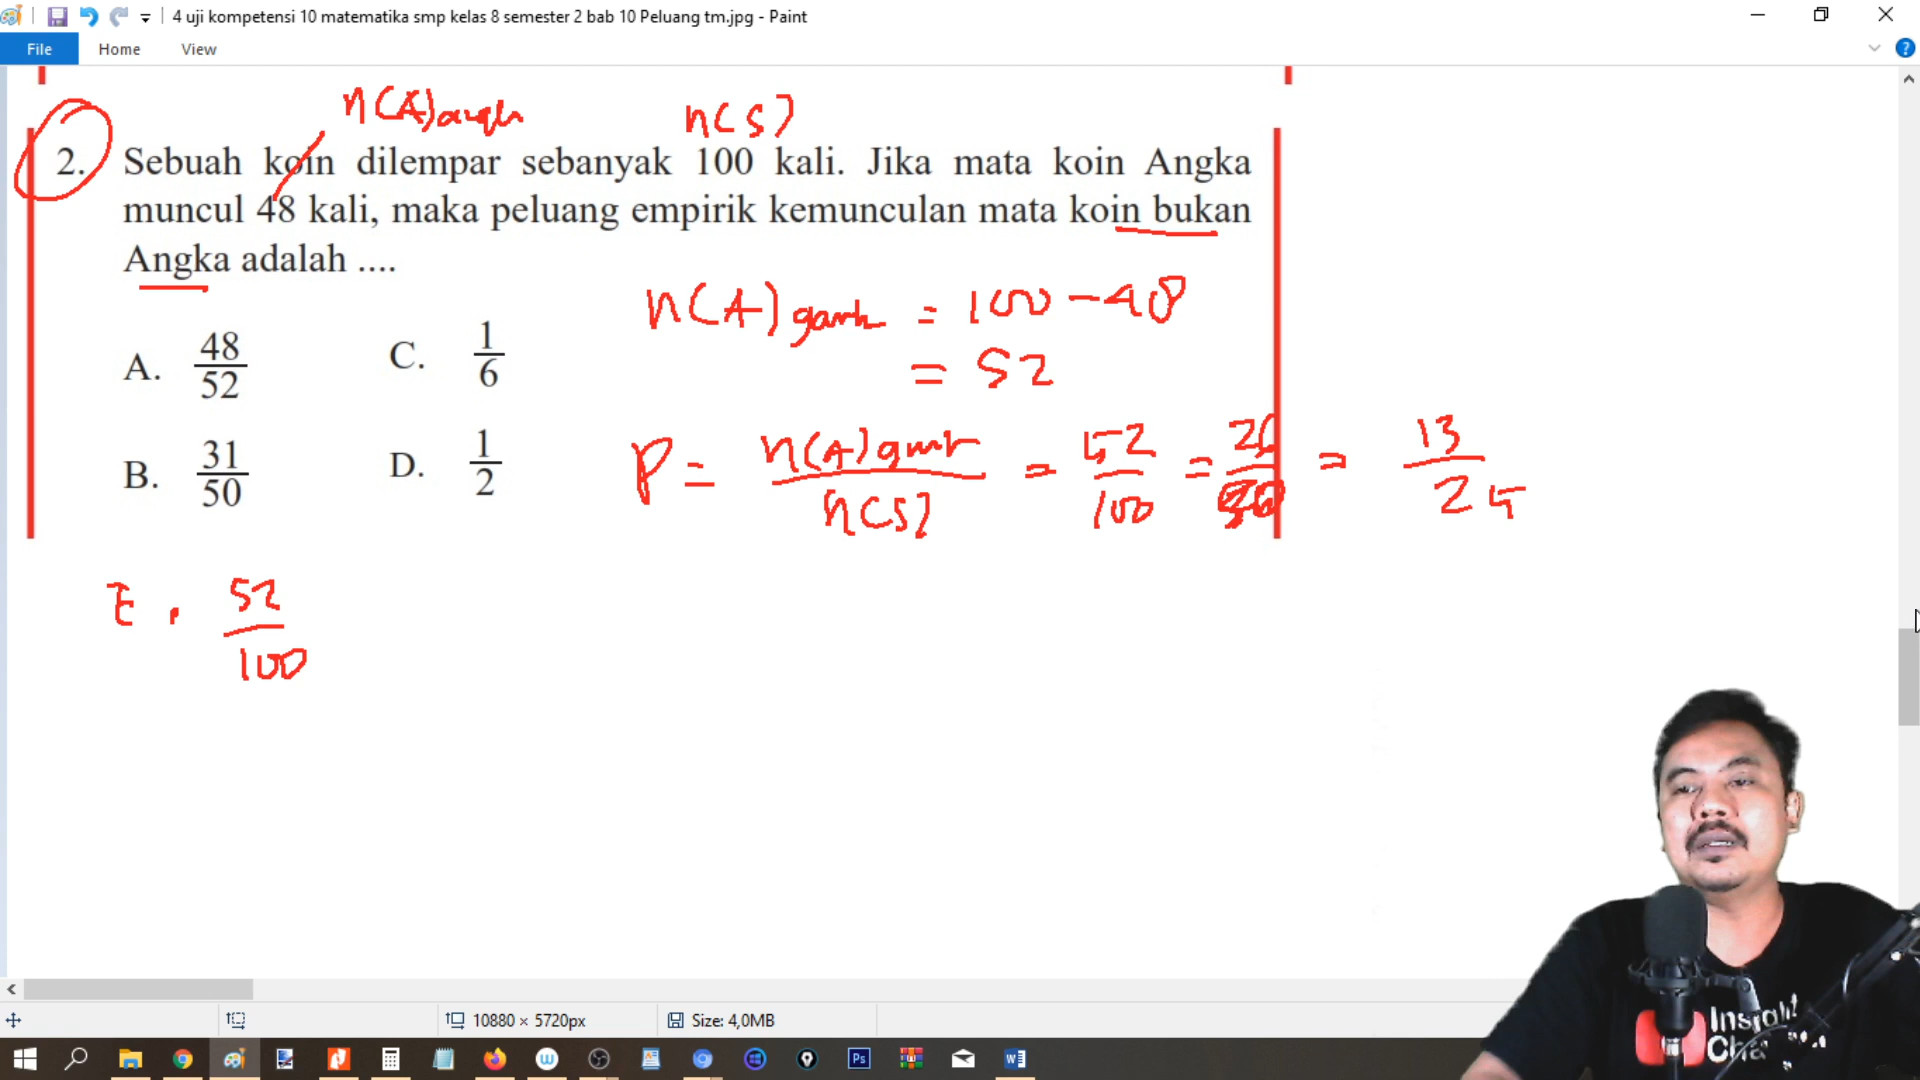 4 uji kompetensi 10 matematika smp kelas 8 semester 2 bab 10 Peluang tm.jpg - Paint
File Home View
n(A) n(S)
2. Sebuah koin dilempar sebanyak 100 kali. Jika mata koin Angka
muncul 48 kali, maka peluang empirik kemunculan mata koin bukan
Angka adalah ....
n(A) = 100 - 48
= 52
A. 48/52 C. 1/6
B. 31/50 D. 1/2
P = n(A)/n(S) = 52/100 = 26/50 = 13/25
E. 52/100
Insight!
Cha
10880 × 5720px Size: 4,0MB
Ps